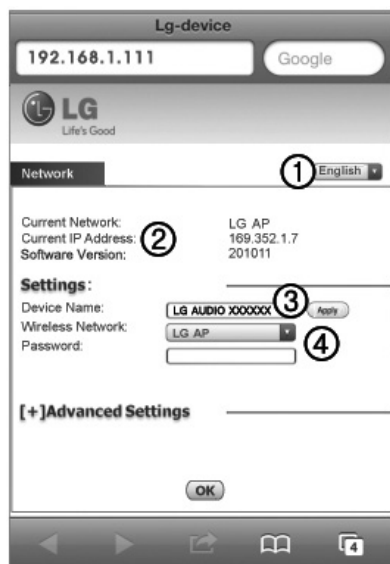 Lg-device
192.168.1.111 Google
LG
Life's Good
Network ① English
Current Network: LG AP
Current IP Address: ② 169.352.1.7
Software Version: 201011
Settings:
Device Name: LG AUDIO XXXXXX ③ Apply
Wireless Network: LG AP ④
Password:
[+]Advanced Settings
OK
4